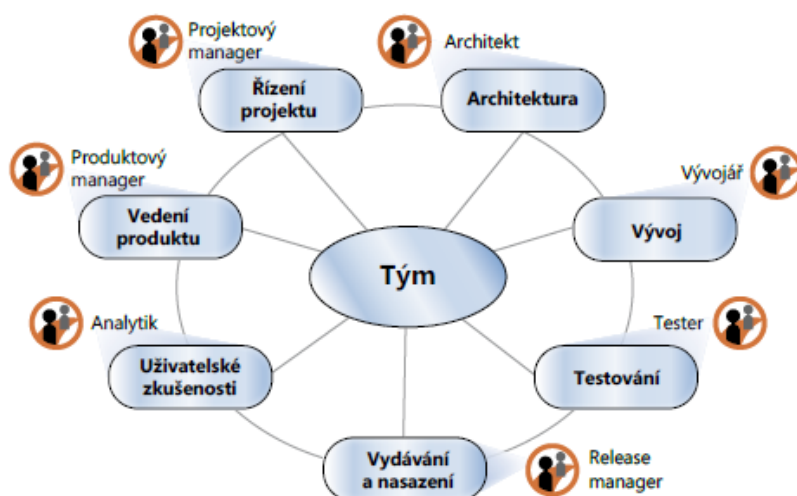 Projektový
manager
Řízení
projektu
Architekt
Architektura
Produktový
manager
Vedení
produktu
Vývojář
Vývoj
Tým
Analytik
Uživatelské
zkušenosti
Tester
Testování
Vydávání
a nasazení
Release
manager